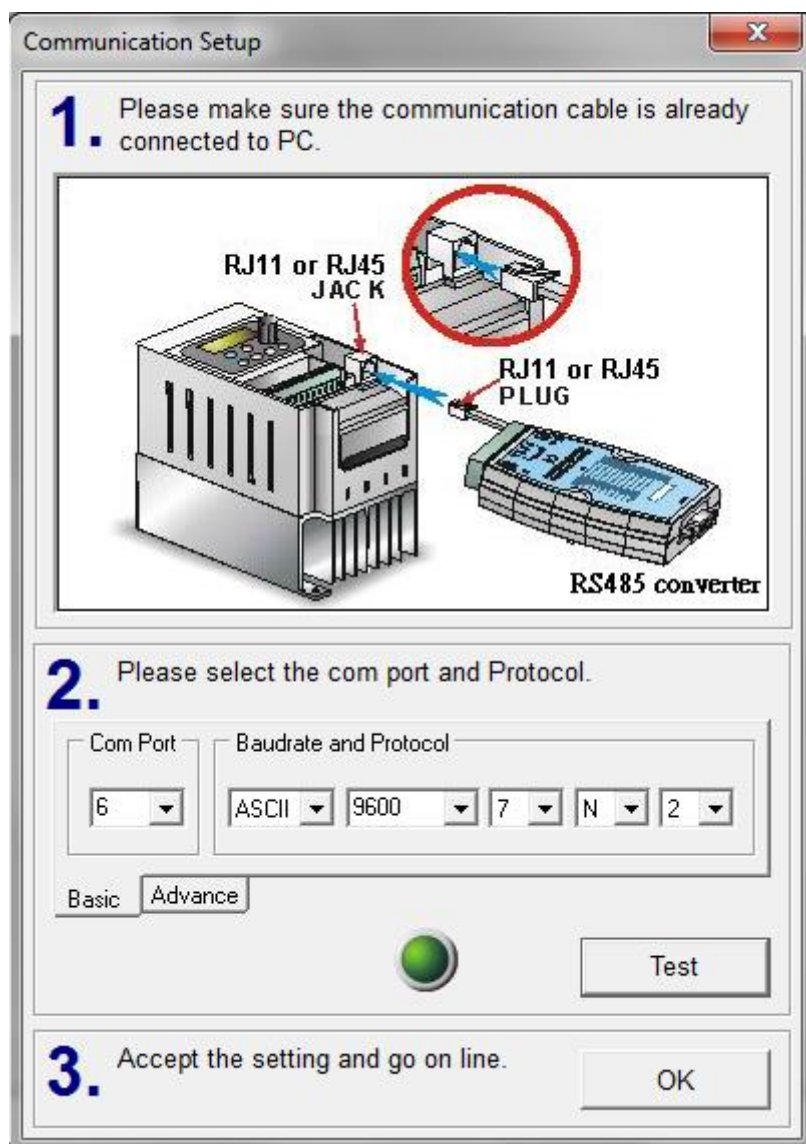 Communication Setup
1. Please make sure the communication cable is already
connected to PC.
RJ11 or RJ45
JAC K
RJ11 or RJ45
PLUG
RS485 converter
2. Please select the com port and Protocol.
Com Port
Baudrate and Protocol
6
ASCII 9600 7 N 2
Basic Advance
Test
3. Accept the setting and go on line.
OK